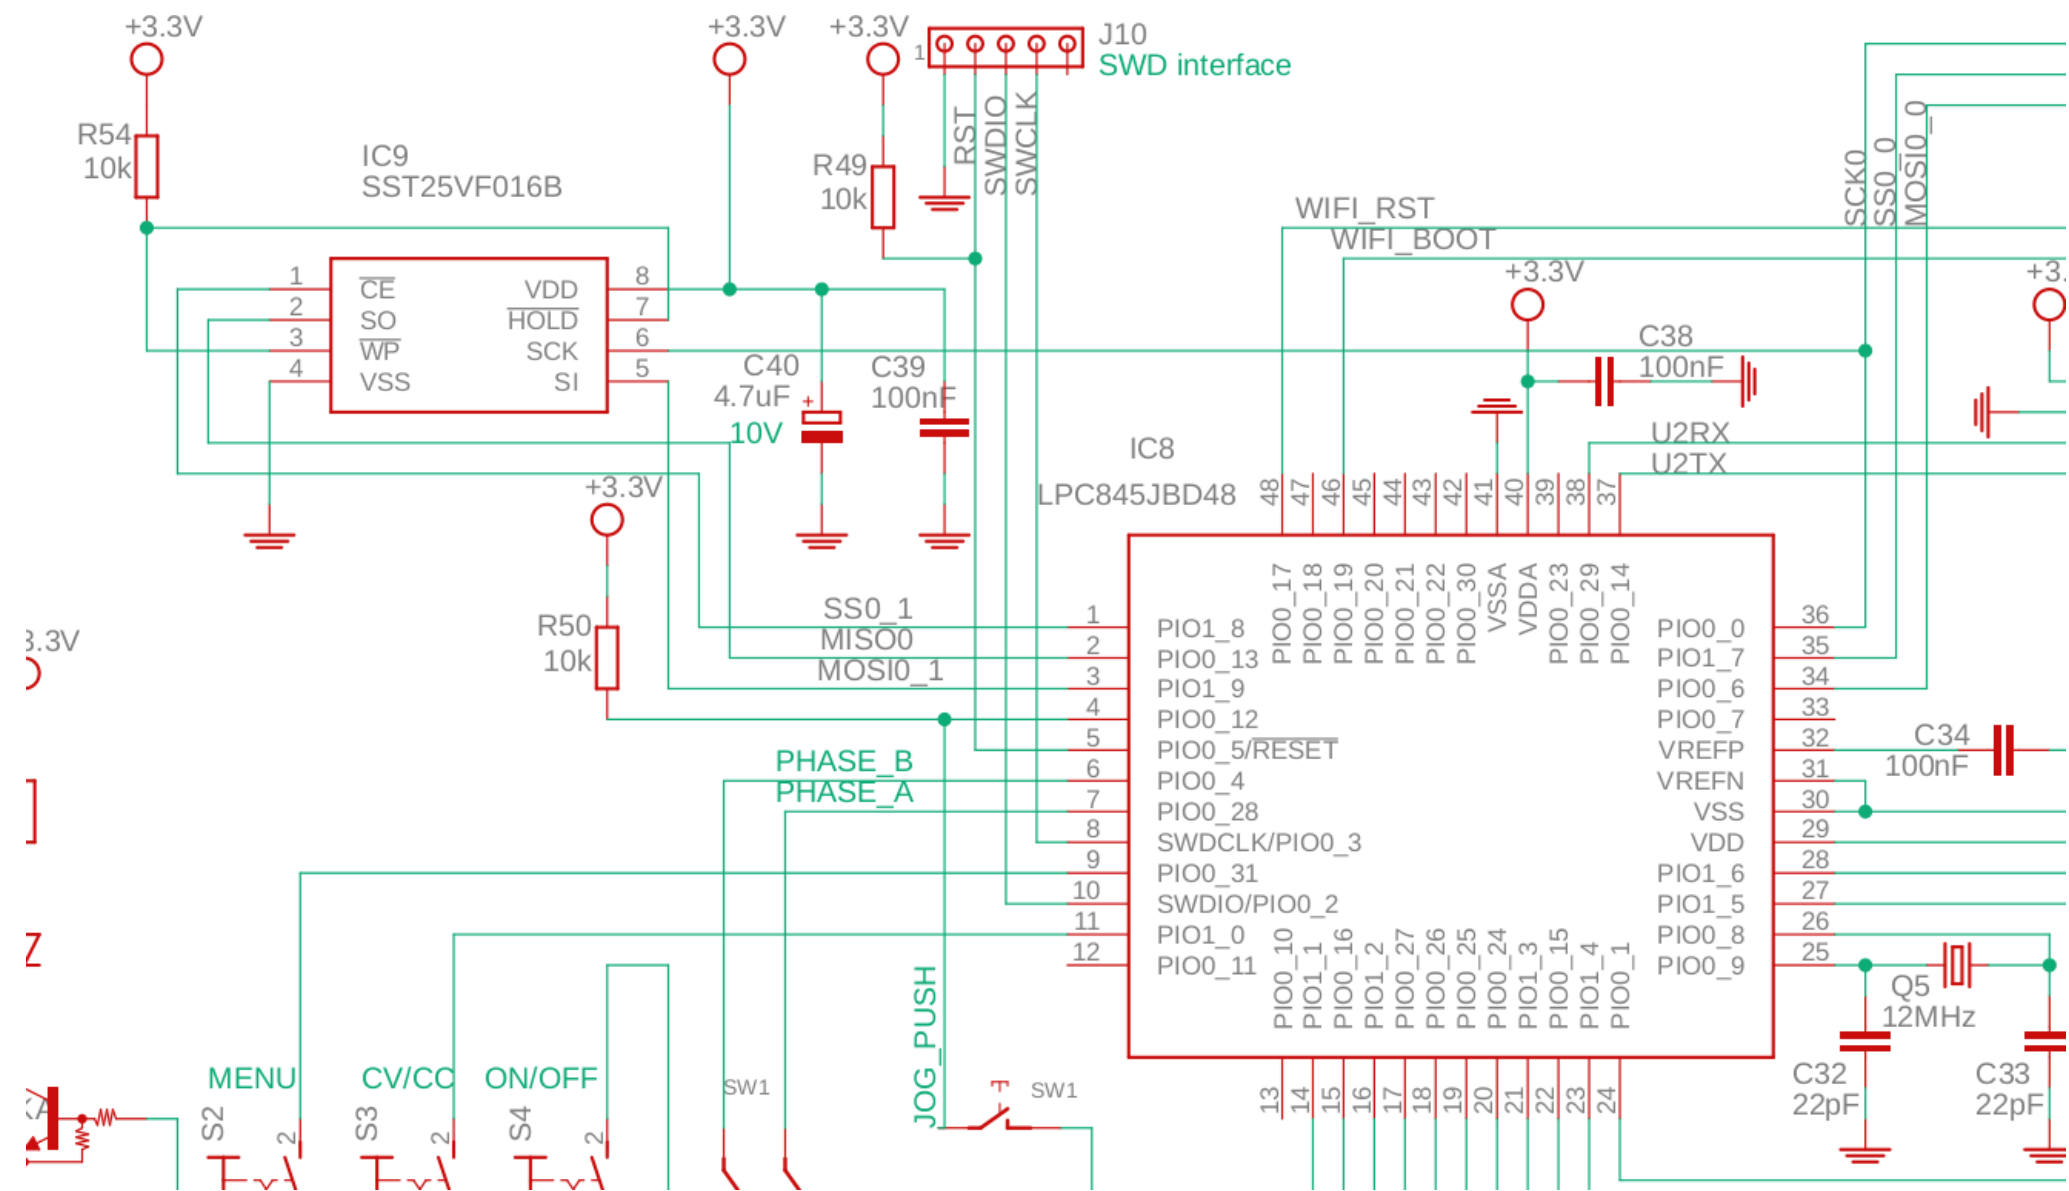 +3.3V
+3.3V
+3.3V
1
J10
SWD interface
R54
10k
IC9
SST25VF016B
R49
10k
RST
SWDIO
SWCLK
SCK0
SS0_0
MOSI0_0
WIFI_RST
WIFI_BOOT
+3.3V
+3.
1
2
3
4
CE
SO
WP
VSS
VDD
HOLD
SCK
SI
8
7
6
5
C40
4.7uF
+
10V
C39
100nF
C38
100nF
U2RX
U2TX
IC8
LPC845JBD48
+3.3V
R50
10k
3.3V
48
47
46
45
44
43
42
41
40
39
38
37
PIO0_17
PIO0_18
PIO0_19
PIO0_20
PIO0_21
PIO0_22
PIO0_30
VSSA
VDDA
PIO0_23
PIO0_29
PIO0_14
SS0_1
MISO0
MOSI0_1
PHASE_B
PHASE_A
1
2
3
4
5
6
7
8
9
10
11
12
PIO1_8
PIO0_13
PIO1_9
PIO0_12
PIO0_5/RESET
PIO0_4
PIO0_28
SWDCLK/PIO0_3
PIO0_31
SWDIO/PIO0_2
PIO1_0
PIO0_11
PIO0_0
PIO1_7
PIO0_6
PIO0_7
VREFP
VREFN
VSS
VDD
PIO1_6
PIO1_5
PIO0_8
PIO0_9
36
35
34
33
32
31
30
29
28
27
26
25
C34
100nF
PIO0_10
PIO1_1
PIO0_16
PIO1_2
PIO0_27
PIO0_26
PIO0_25
PIO0_24
PIO1_3
PIO0_15
PIO1_4
PIO0_1
13
14
15
16
17
18
19
20
21
22
23
24
Q5
12MHz
C32
22pF
C33
22pF
JOG_PUSH
MENU
CV/CC
ON/OFF
SW1
SW1
S2
2
S3
2
S4
2
Z